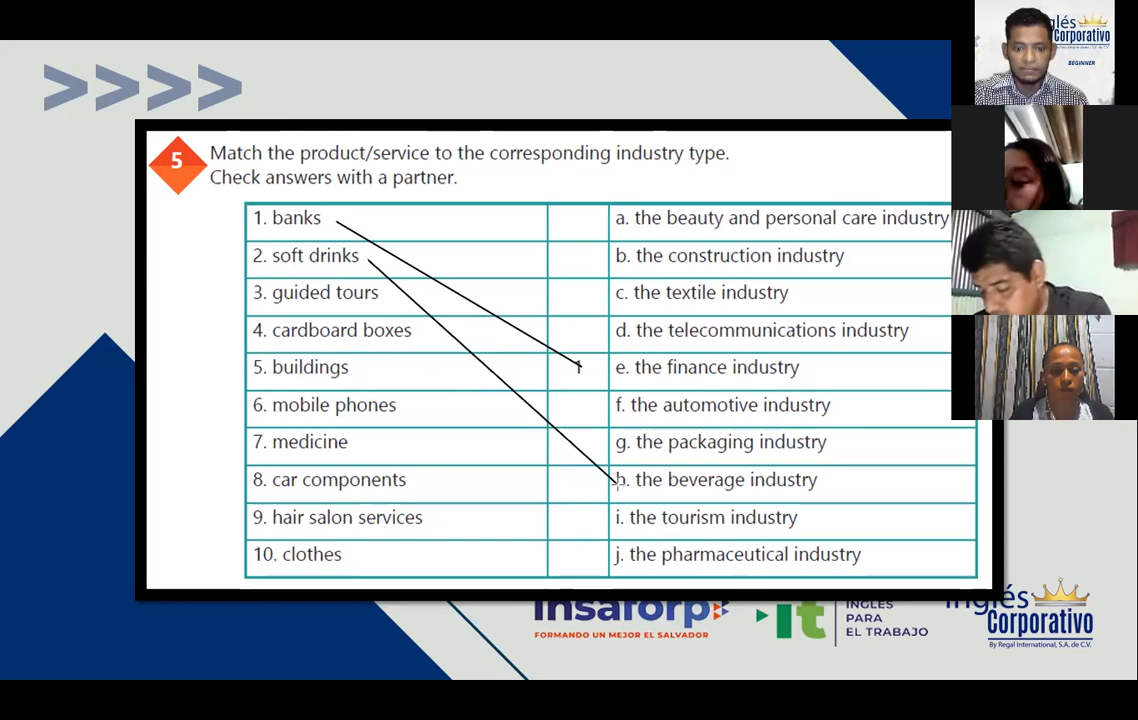 >>>>
5
Match the product/service to the corresponding industry type.
Check answers with a partner.
1. banks
a. the beauty and personal care industry
2. soft drinks
b. the construction industry
3. guided tours
c. the textile industry
4. cardboard boxes
d. the telecommunications industry
5. buildings
1
e. the finance industry
6. mobile phones
f. the automotive industry
7. medicine
g. the packaging industry
8. car components
h. the beverage industry
9. hair salon services
i. the tourism industry
10. clothes
j. the pharmaceutical industry
Insaforp
FORMANDO UN MEJOR EL SALVADOR
it
INGLÉS
PARA
EL TRABAJO
Inglés
Corporativo
By Regal International, S.A. de C.V.
Inglés
Corporativo
BEGINNER